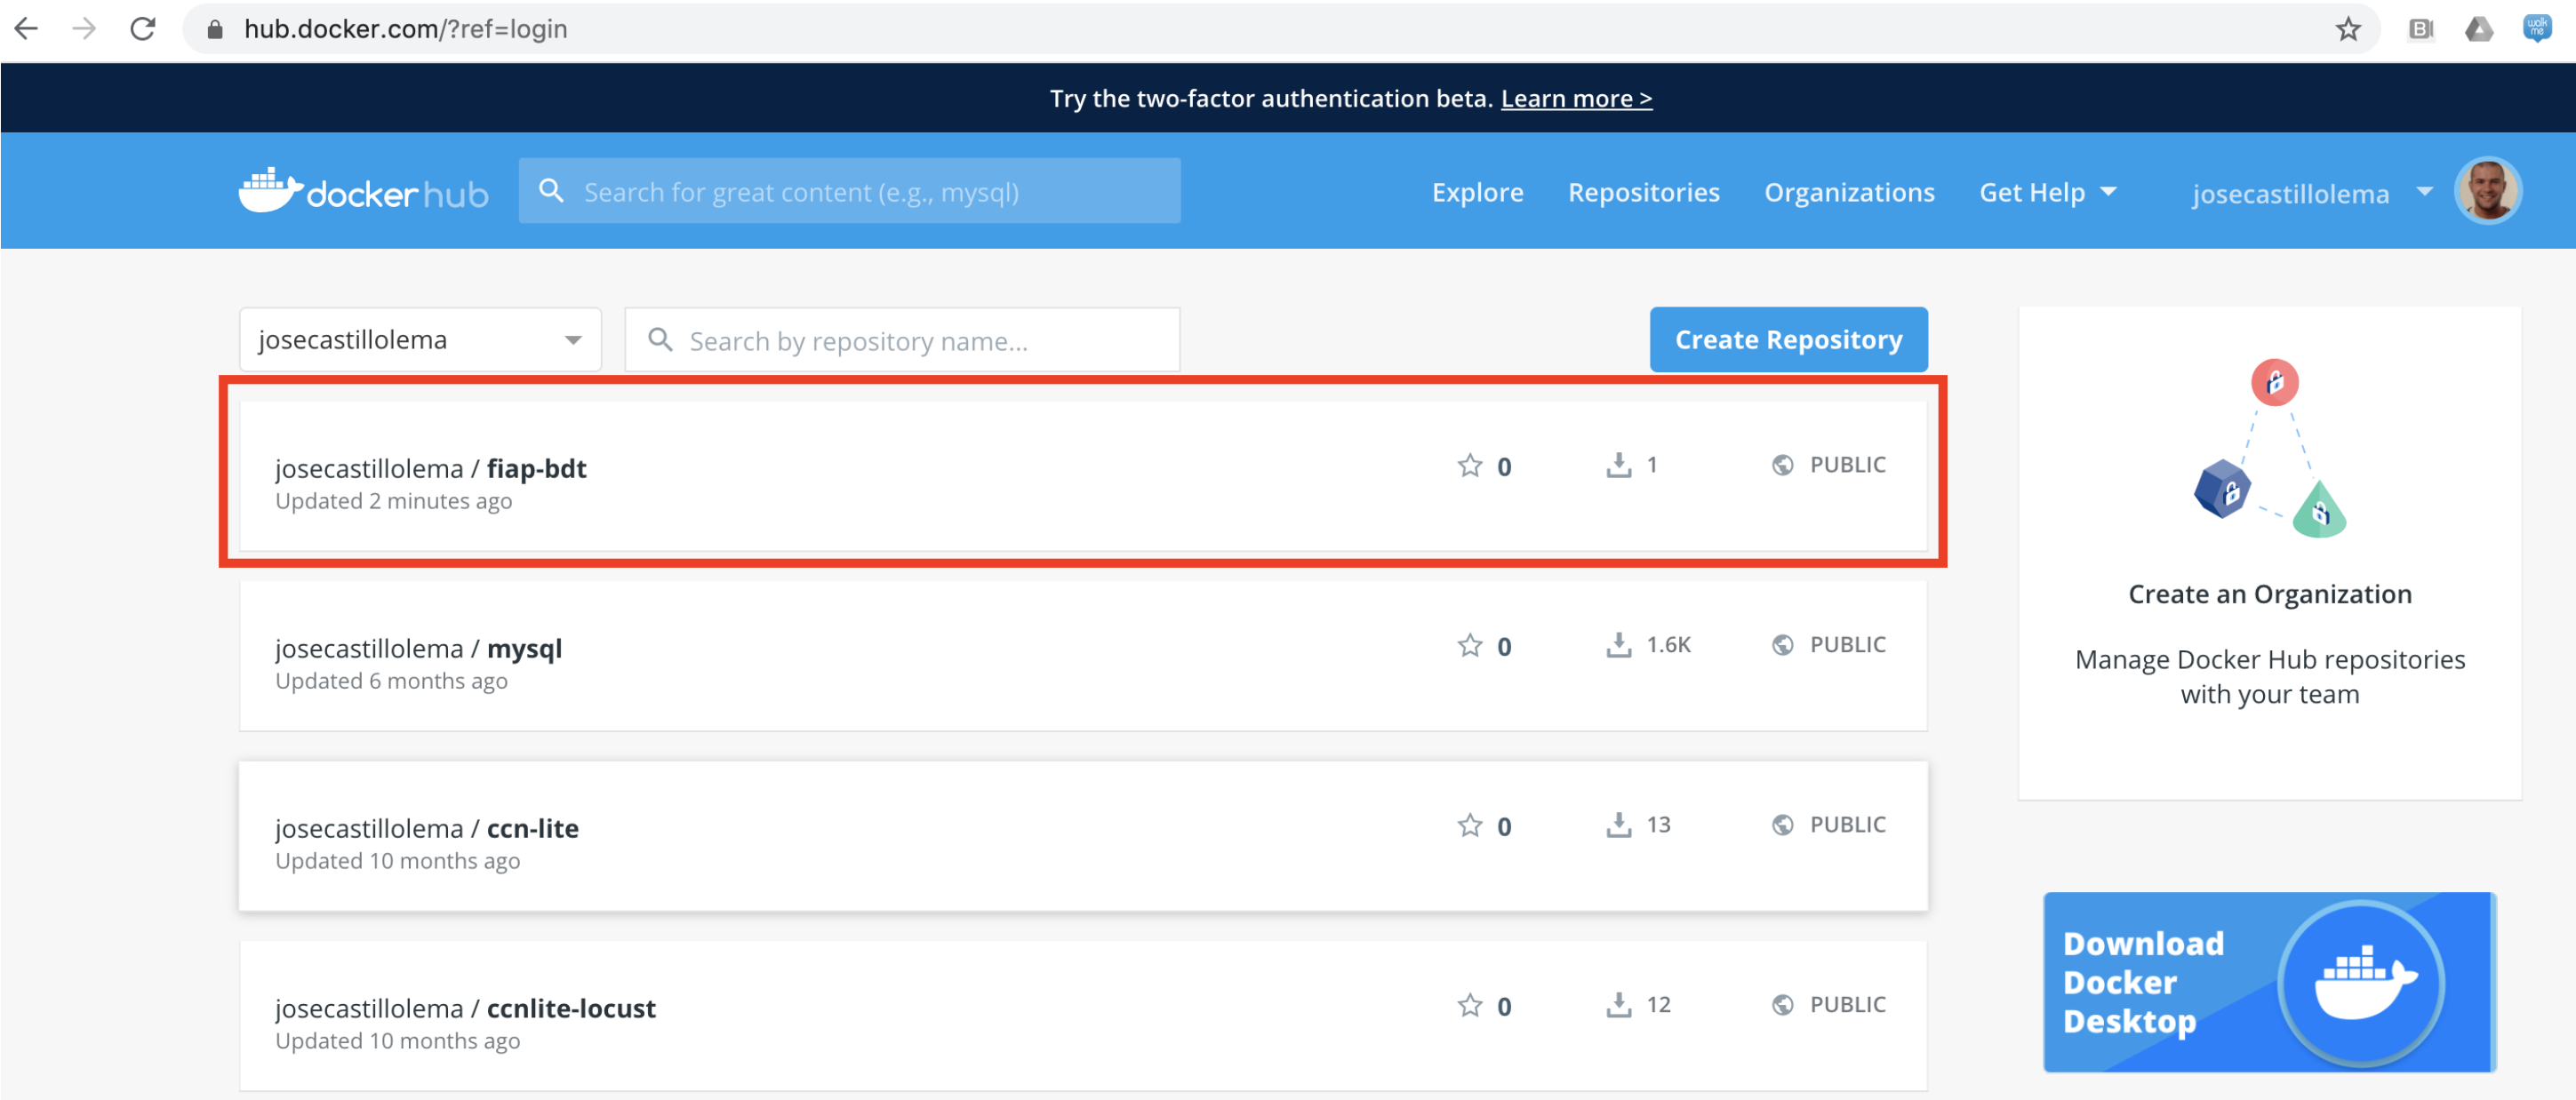 hub.docker.com/?ref=login
B
walk
me
Try the two-factor authentication beta. Learn more >
docker hub
Search for great content (e.g., mysql)
Explore
Repositories
Organizations
Get Help
josecastillolema
josecastillolema
Search by repository name...
Create Repository
josecastillolema / fiap-bdt
Updated 2 minutes ago
0
1
PUBLIC
josecastillolema / mysql
Updated 6 months ago
0
1.6K
PUBLIC
josecastillolema / ccn-lite
Updated 10 months ago
0
13
PUBLIC
josecastillolema / ccnlite-locust
Updated 10 months ago
0
12
PUBLIC
Create an Organization
Manage Docker Hub repositories
with your team
Download
Docker
Desktop